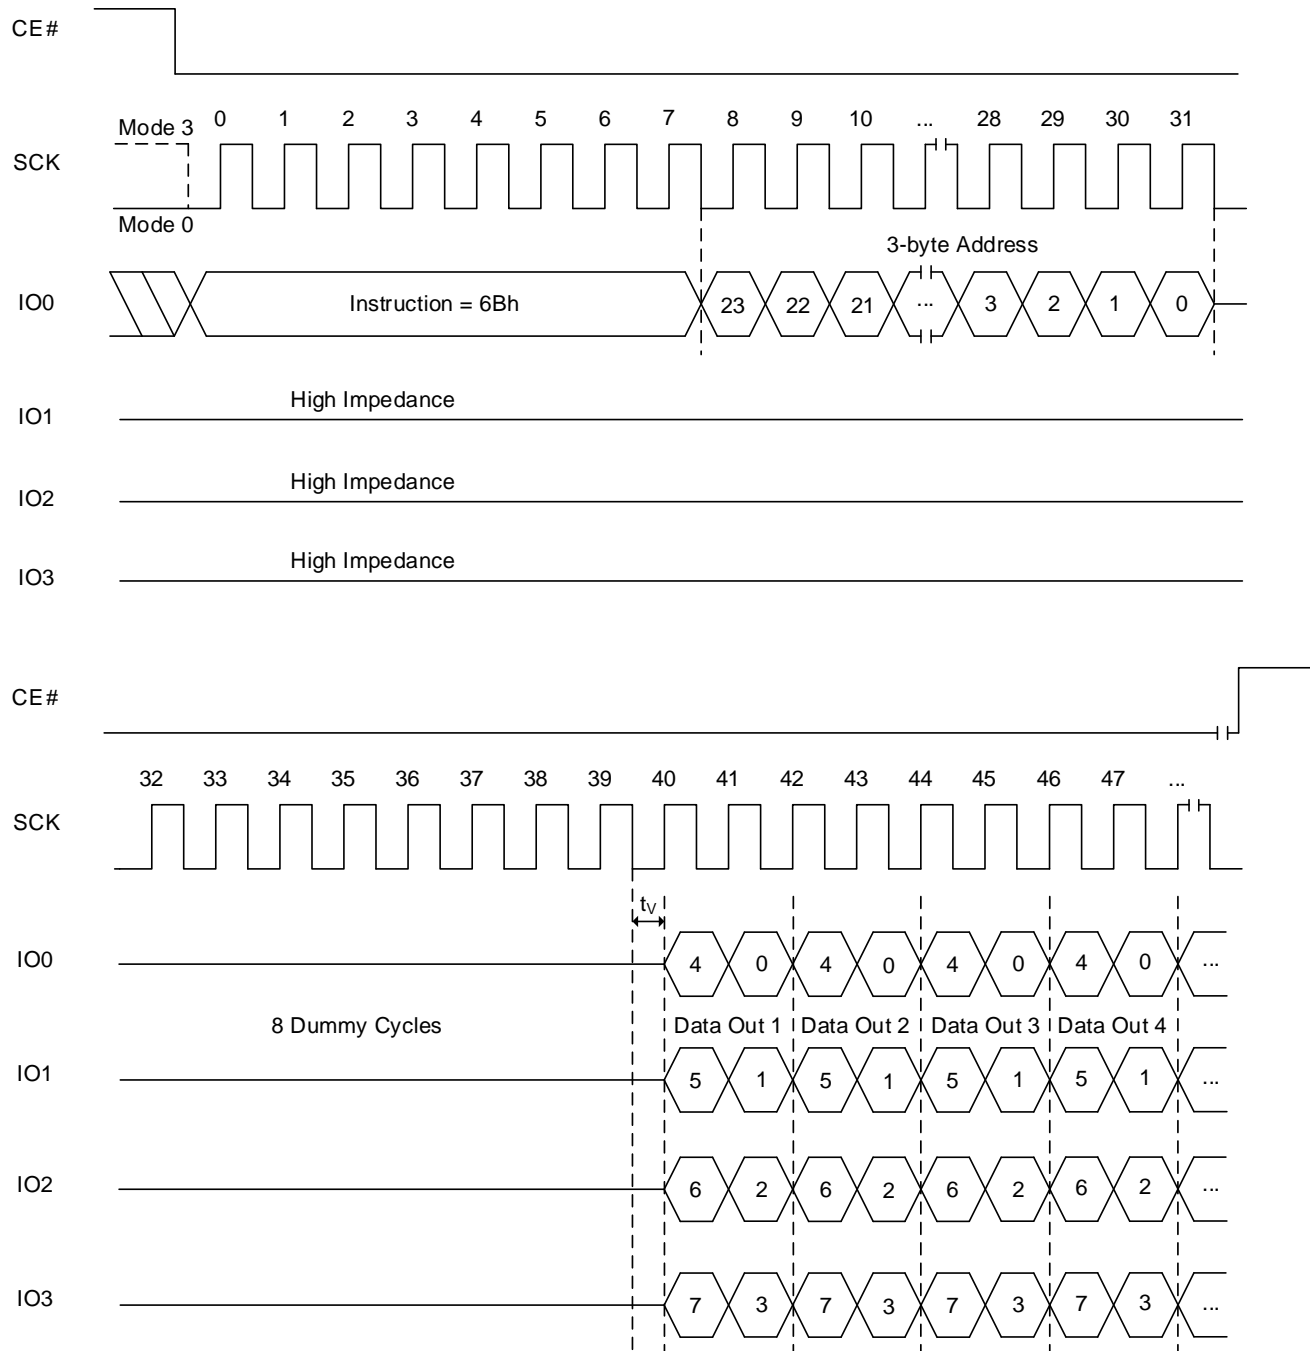 CE#
Mode 3 0 1 2 3 4 5 6 7 8 9 10 ... 28 29 30 31
SCK
Mode 0
3-byte Address
IO0 Instruction = 6Bh 23 22 21 ... 3 2 1 0
High Impedance
IO1
High Impedance
IO2
High Impedance
IO3
CE#
32 33 34 35 36 37 38 39 40 41 42 43 44 45 46 47 ...
SCK
tV
IO0 4 0 4 0 4 0 4 0 ...
8 Dummy Cycles Data Out 1 Data Out 2 Data Out 3 Data Out 4
IO1 5 1 5 1 5 1 5 1 ...
IO2 6 2 6 2 6 2 6 2 ...
IO3 7 3 7 3 7 3 7 3 ...